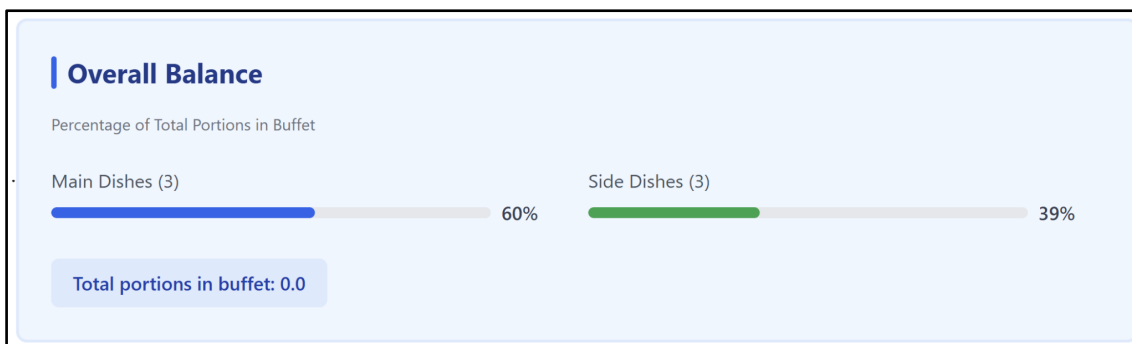 Overall Balance
Percentage of Total Portions in Buffet
Main Dishes (3)
60%
Side Dishes (3)
39%
Total portions in buffet: 0.0